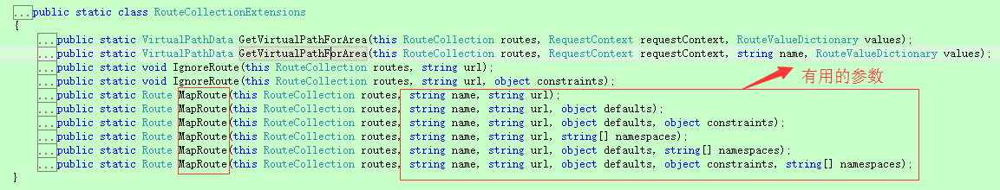 ...public static class RouteCollectionExtensions
{
...public static VirtualPathData GetVirtualPathForArea(this RouteCollection routes, RequestContext requestContext, RouteValueDictionary values);
...public static VirtualPathData GetVirtualPathForArea(this RouteCollection routes, RequestContext requestContext, string name, RouteValueDictionary values);
...public static void IgnoreRoute(this RouteCollection routes, string url);
...public static void IgnoreRoute(this RouteCollection routes, string url, object constraints);
有用的参数
...public static Route MapRoute(this RouteCollection routes, string name, string url);
...public static Route MapRoute(this RouteCollection routes, string name, string url, object defaults);
...public static Route MapRoute(this RouteCollection routes, string name, string url, object defaults, object constraints);
...public static Route MapRoute(this RouteCollection routes, string name, string url, string[] namespaces);
...public static Route MapRoute(this RouteCollection routes, string name, string url, object defaults, string[] namespaces);
...public static Route MapRoute(this RouteCollection routes, string name, string url, object defaults, object constraints, string[] namespaces);
}